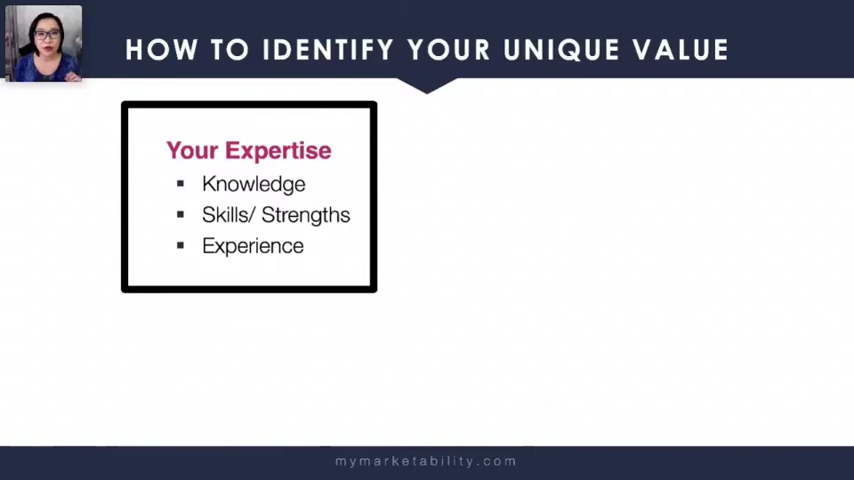 HOW TO IDENTIFY YOUR UNIQUE VALUE
Your Expertise
▪ Knowledge
▪ Skills/ Strengths
▪ Experience
mymarketability.com